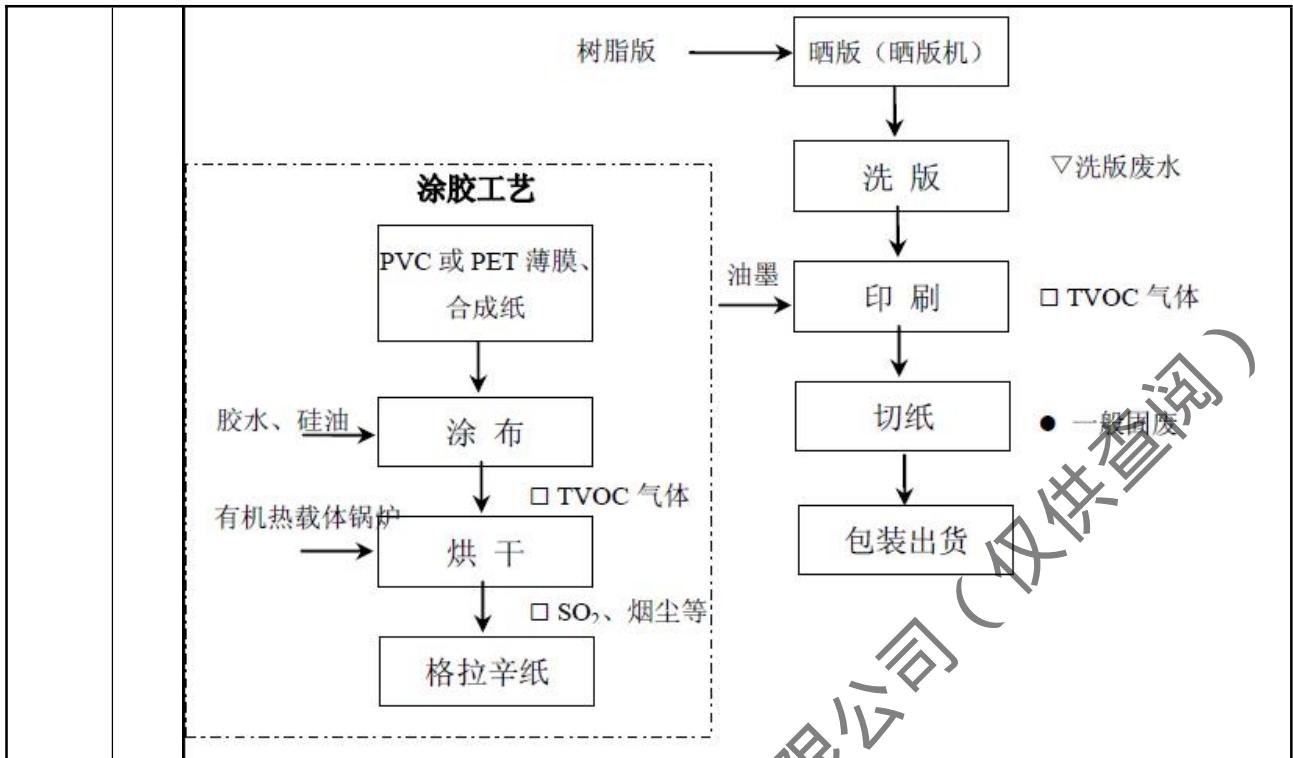 树脂版
晒版（晒版机）
洗 版
▽洗版废水
涂胶工艺
PVC 或 PET 薄膜、
合成纸
油墨
印 刷
□ TVOC 气体
胶水、硅油
涂 布
切纸
● 一般固废
□ TVOC 气体
有机热载体锅炉
烘 干
包装出货
□ SO₂、烟尘等
格拉辛纸
限公司（仅供查阅）